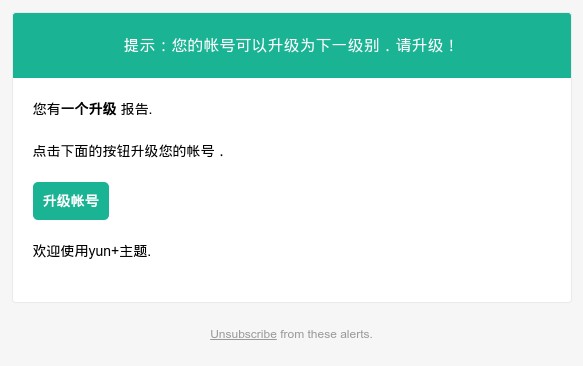 提示：您的帐号可以升级为下一级别．请升级！
您有一个升级 报告.
点击下面的按钮升级您的帐号．
升级帐号
欢迎使用yun+主题.
Unsubscribe from these alerts.